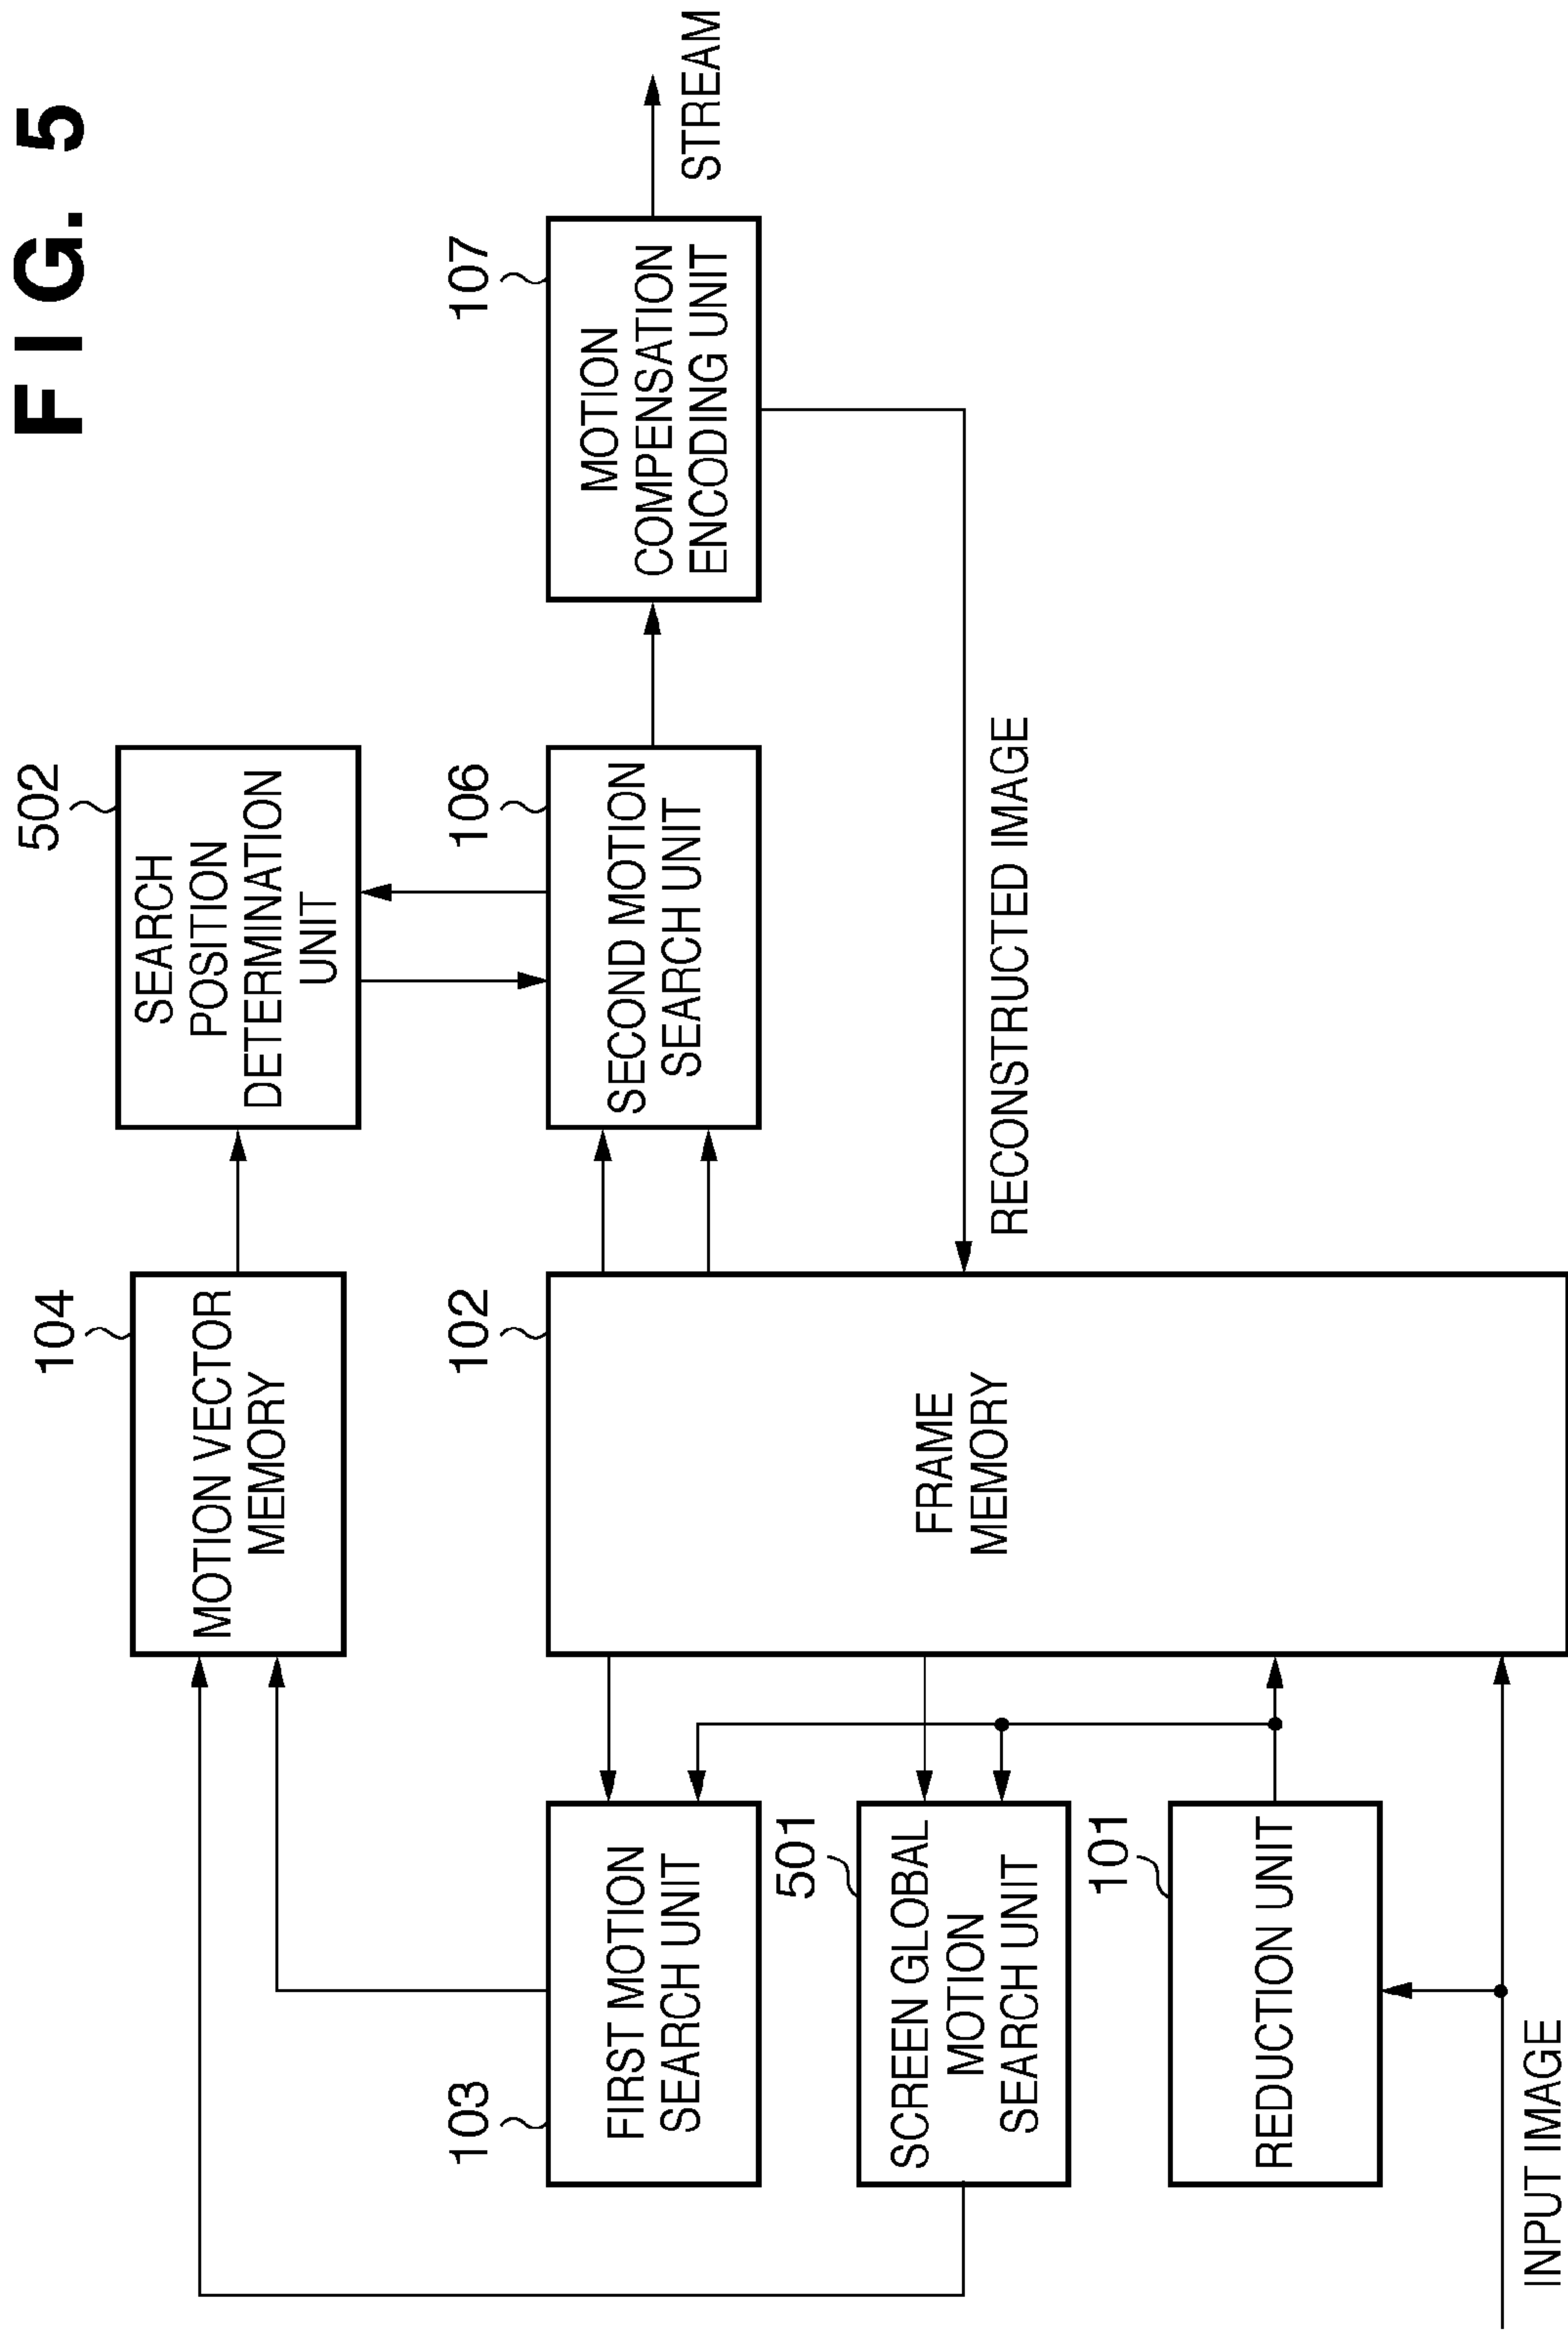 FIG. 5
502
SEARCH
POSITION
DETERMINATION
UNIT
104
MOTION VECTOR
MEMORY
107
MOTION
COMPENSATION
ENCODING UNIT
STREAM
106
SECOND MOTION
SEARCH UNIT
102
FRAME
MEMORY
RECONSTRUCTED IMAGE
103
FIRST MOTION
SEARCH UNIT
501
SCREEN GLOBAL
MOTION
SEARCH UNIT
101
REDUCTION UNIT
INPUT IMAGE